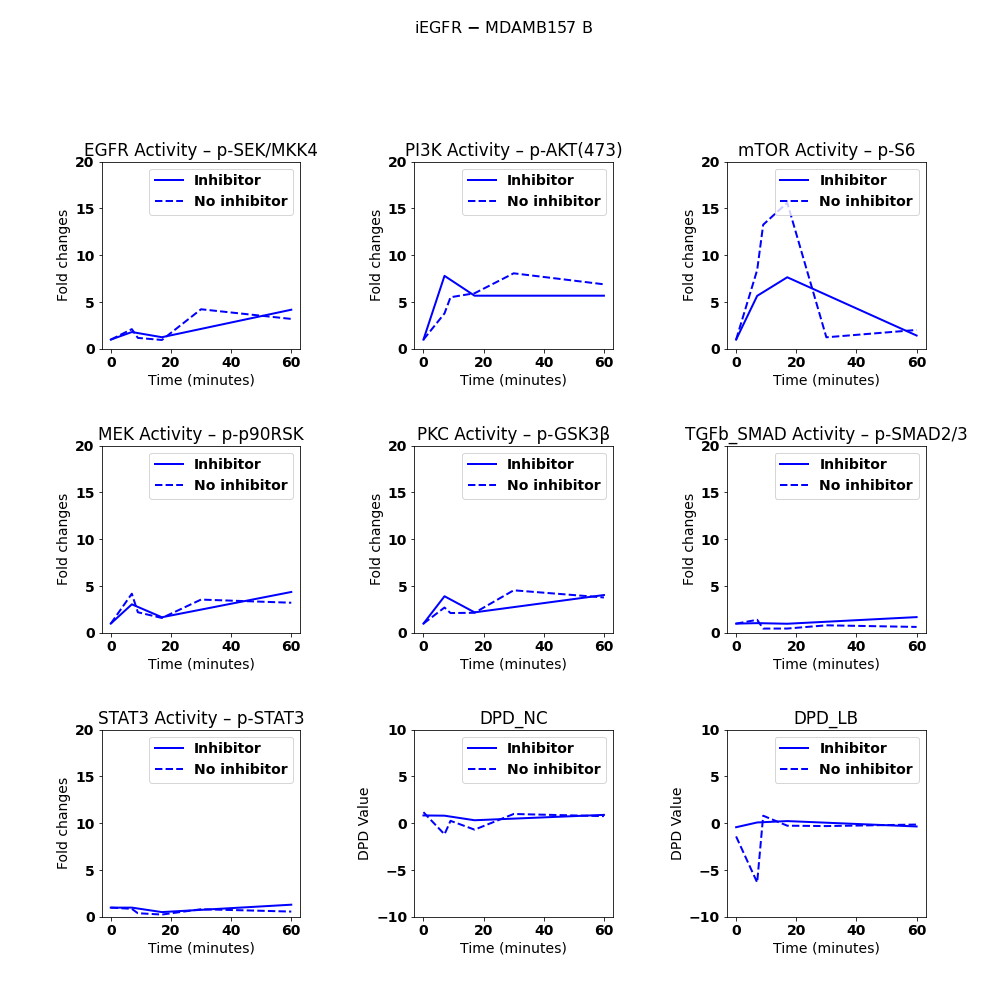 iEGFR − MDAMB157 B
EGFR Activity – p-SEK/MKK4
20
15
10
5
0
Fold changes
Inhibitor
No inhibitor
0 20 40 60
Time (minutes)
PI3K Activity – p-AKT(473)
20
15
10
5
0
Fold changes
Inhibitor
No inhibitor
0 20 40 60
Time (minutes)
mTOR Activity – p-S6
20
15
10
5
0
Fold changes
Inhibitor
No inhibitor
0 20 40 60
Time (minutes)
MEK Activity – p-p90RSK
20
15
10
5
0
Fold changes
Inhibitor
No inhibitor
0 20 40 60
Time (minutes)
PKC Activity – p-GSK3β
20
15
10
5
0
Fold changes
Inhibitor
No inhibitor
0 20 40 60
Time (minutes)
TGFb_SMAD Activity – p-SMAD2/3
20
15
10
5
0
Fold changes
Inhibitor
No inhibitor
0 20 40 60
Time (minutes)
STAT3 Activity – p-STAT3
20
15
10
5
0
Fold changes
Inhibitor
No inhibitor
0 20 40 60
Time (minutes)
DPD_NC
10
5
0
−5
−10
DPD Value
Inhibitor
No inhibitor
0 20 40 60
Time (minutes)
DPD_LB
10
5
0
−5
−10
DPD Value
Inhibitor
No inhibitor
0 20 40 60
Time (minutes)